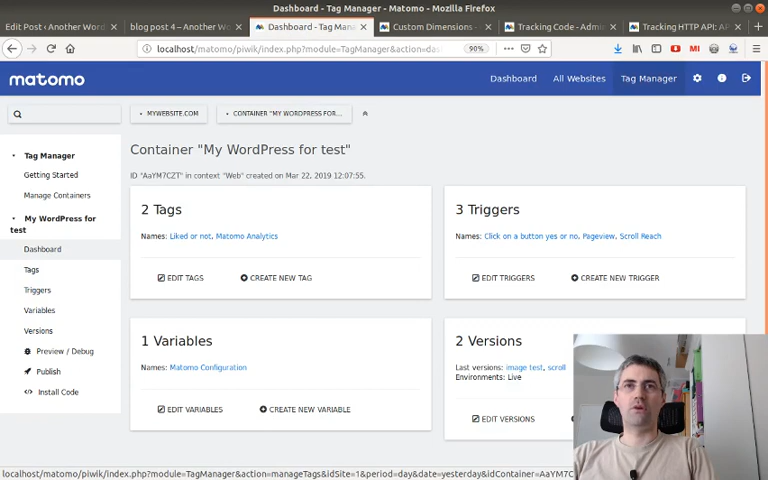 Dashboard - Tag Manager - Matomo - Mozilla Firefox
Edit Post ‹ Another Word
blog post 4 – Another Wo
Dashboard - Tag Mana
Custom Dimensions -
Tracking Code - Admin
Tracking HTTP API: AP
localhost/matomo/piwik/index.php?module=TagManager&action=das
90%
matomo
Dashboard
All Websites
Tag Manager
MYWEBSITE.COM
CONTAINER "MY WORDPRESS FOR...
Tag Manager
Getting Started
Manage Containers
My WordPress for
test
Dashboard
Tags
Triggers
Variables
Versions
Preview / Debug
Publish
Install Code
Container "My WordPress for test"
ID "AaYM7CZT" in context "Web" created on Mar 22, 2019 12:07:55.
2 Tags
Names: Liked or not, Matomo Analytics
EDIT TAGS
CREATE NEW TAG
3 Triggers
Names: Click on a button yes or no, Pageview, Scroll Reach
EDIT TRIGGERS
CREATE NEW TRIGGER
1 Variables
Names: Matomo Configuration
EDIT VARIABLES
CREATE NEW VARIABLE
2 Versions
Last versions: image test, scroll
Environments: Live
EDIT VERSIONS
localhost/matomo/piwik/index.php?module=TagManager&action=manageTags&idSite=1&period=day&date=yesterday&idContainer=AaYM7C